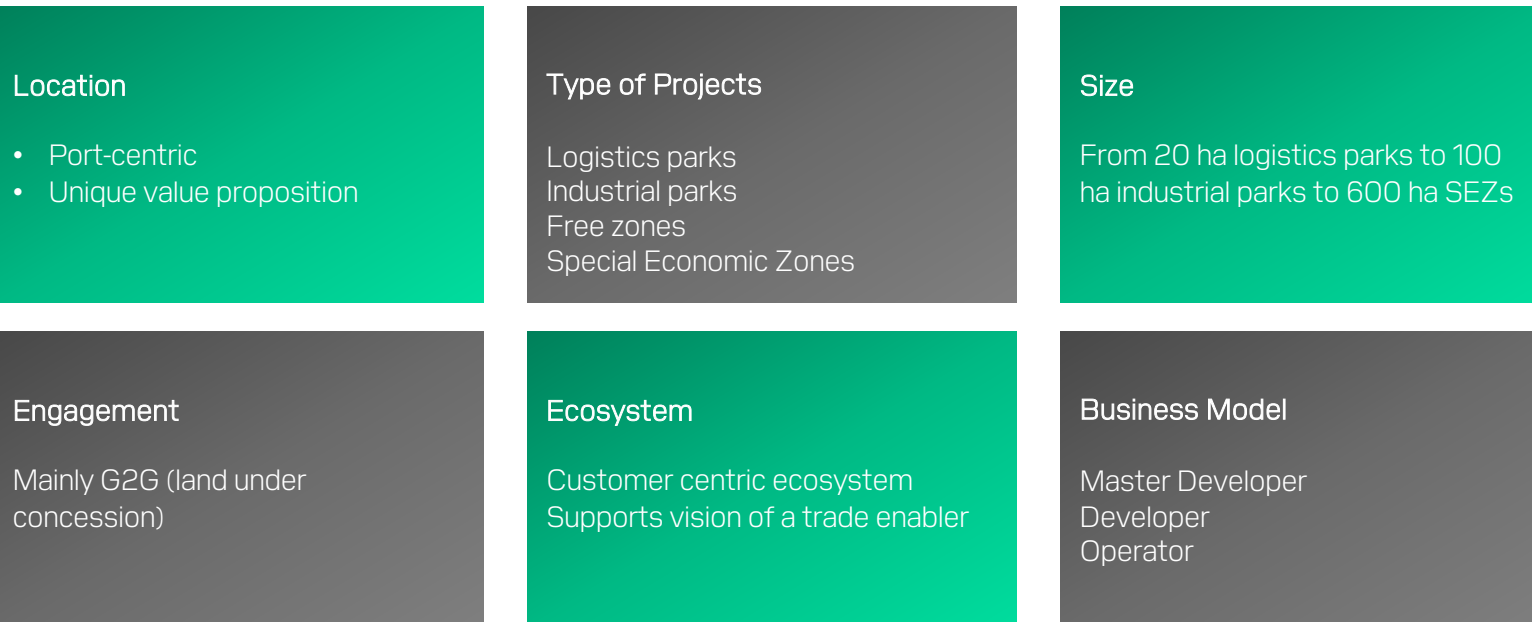 Location
• Port-centric
• Unique value proposition
Type of Projects
Logistics parks
Industrial parks
Free zones
Special Economic Zones
Size
From 20 ha logistics parks to 100
ha industrial parks to 600 ha SEZs
Engagement
Mainly G2G (land under
concession)
Ecosystem
Customer centric ecosystem
Supports vision of a trade enabler
Business Model
Master Developer
Developer
Operator